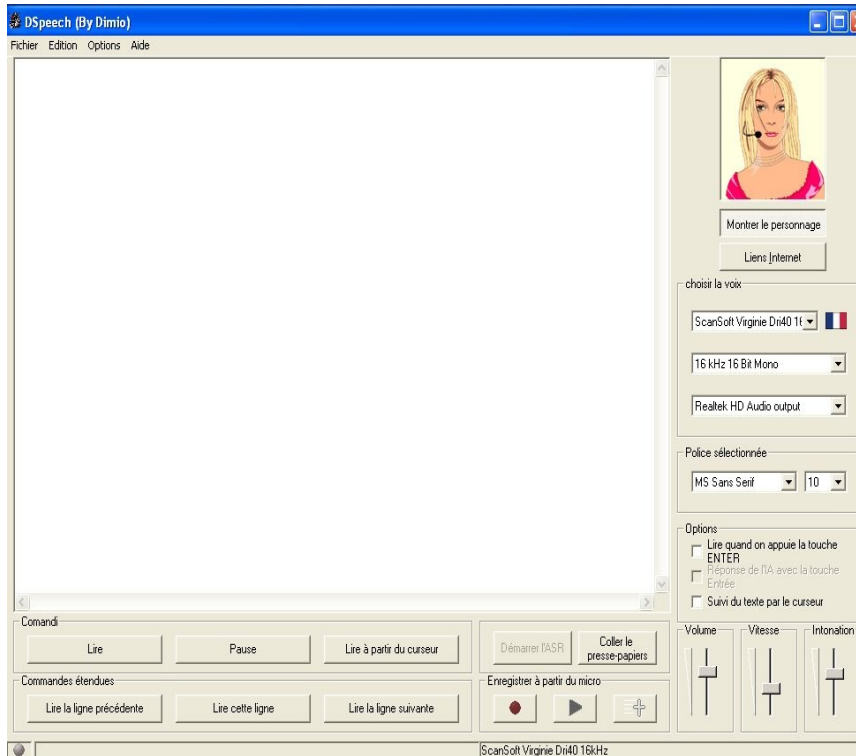 DSpeech (By Dimio)
Fichier Edition Options Aide
Montrer le personnage
Liens Internet
choisir la voix
ScanSoft Virginie Dri40 16
16 kHz 16 Bit Mono
Realtek HD Audio output
Police sélectionnée
MS Sans Serif 10
Options
Lire quand on appuie la touche
ENTER
Réponse de l'IA avec la touche
Entrée
Suivi du texte par le curseur
Comandi
Lire Pause Lire à partir du curseur
Démarrer l'ASR
Coller le
presse-papiers
Volume Vitesse Intonation
Commandes étendues
Lire la ligne précédente Lire cette ligne Lire la ligne suivante
Enregistrer à partir du micro
ScanSoft Virginie Dri40 16kHz